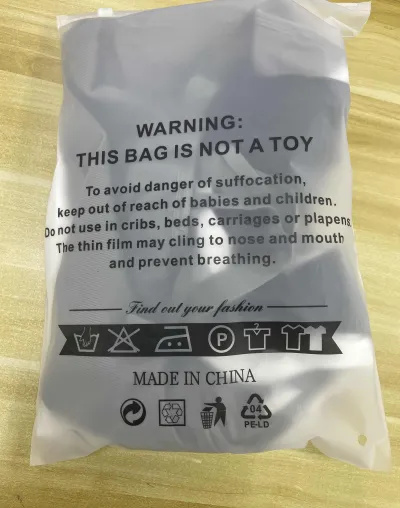 WARNING:
THIS BAG IS NOT A TOY
To avoid danger of suffocation,
keep out of reach of babies and children.
Do not use in cribs, beds, carriages or plapens
The thin film may cling to nose and mouth
and prevent breathing.
Find out your fashion
P 2
MADE IN CHINA
04
PE-LD